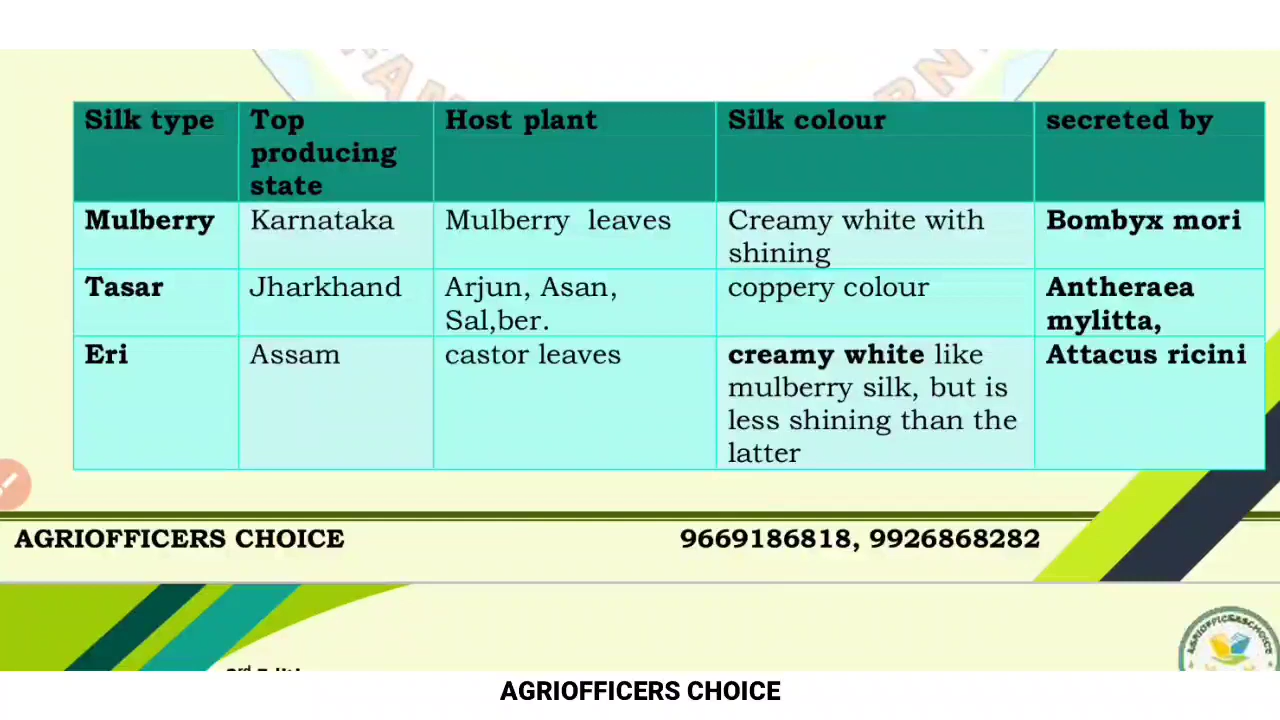 Silk type
Top producing state
Host plant
Silk colour
secreted by
Mulberry
Karnataka
Mulberry leaves
Creamy white with
shining
Bombyx mori
Tasar
Jharkhand
Arjun, Asan,
Sal,ber.
coppery colour
Antheraea
mylitta,
Eri
Assam
castor leaves
creamy white like
mulberry silk, but is
less shining than the
latter
Attacus ricini
AGRIOFFICERS CHOICE
9669186818, 9926868282
AGRIOFFICERSCHOICE
AGRIOFFICERS CHOICE